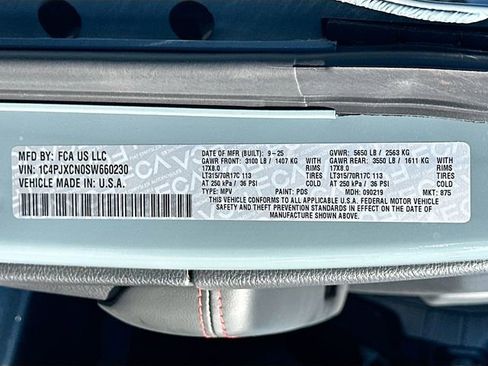 MFD BY: FCA US LLC
VIN: 1C4PJXCN0SW660230
VEHICLE MADE IN: U.S.A.
DATE OF MFR (BUILT): 9-25 GVWR: 5650 LB / 2563 KG
GAWR FRONT: 3100 LB / 1407 KG WITH GAWR REAR: 3550 LB / 1611 KG WITH
17X8.0 RIMS 17X8.0 RIMS
LT315/70R17C 113 TIRES LT315/70R17C 113 TIRES
AT 250 kPa / 36 PSI COLD AT 250 kPa / 36 PSI COLD
TYPE: MPV PAINT: PDS MDH: 090219 MKT: 875
THIS VEHICLE CONFORMS TO ALL APPLICABLE U.S.A. FEDERAL MOTOR VEHICLE
SAFETY AND THEFT PREVENTION STANDARDS IN EFFECT ON THE DATE OF
MANUFACTURE SHOWN ABOVE.